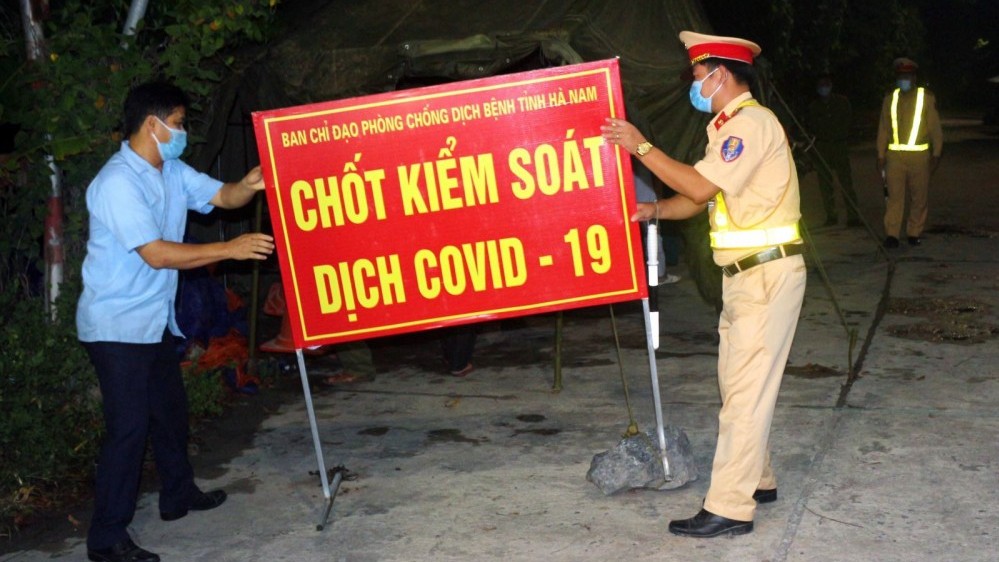 BAN CHỈ ĐẠO PHÒNG CHỐNG DỊCH BỆNH TỈNH HÀ NAM
CHỐT KIỂM SOÁT
DỊCH COVID - 19